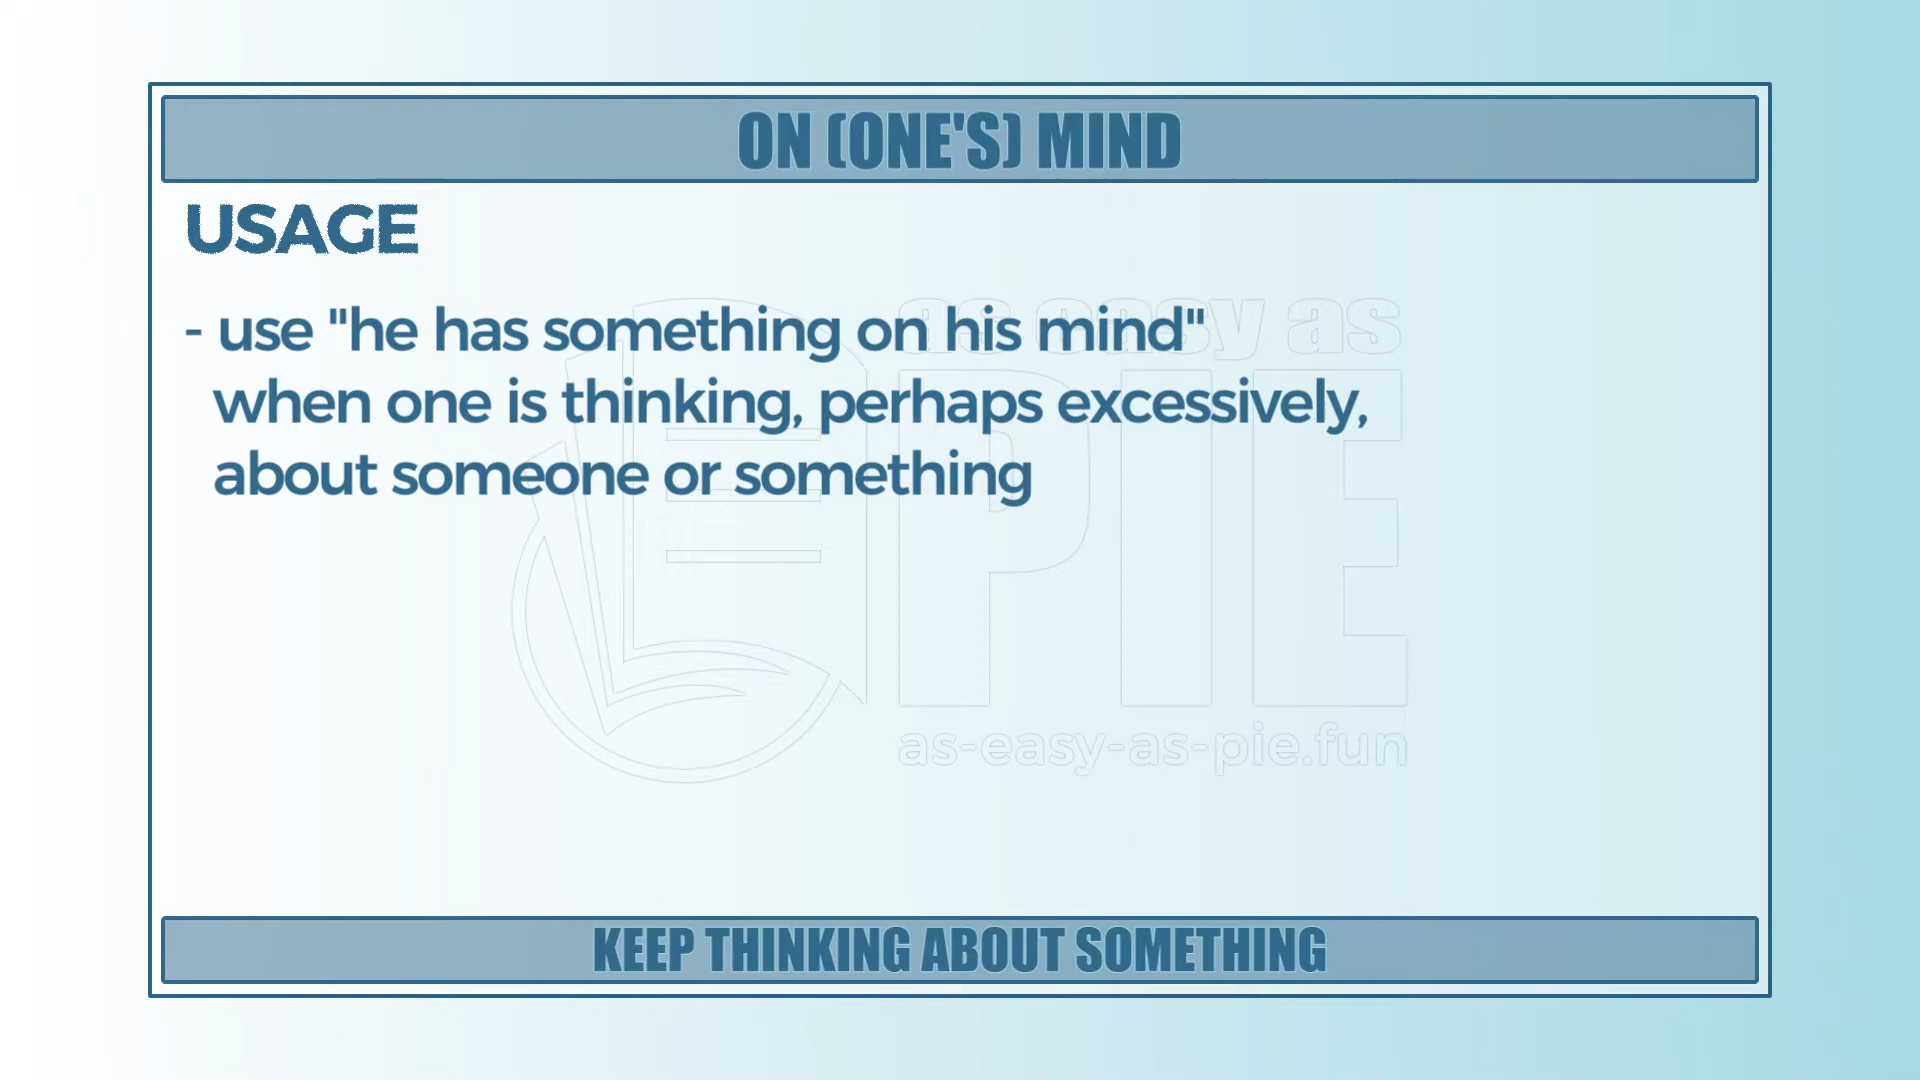 ON (ONE'S) MIND
USAGE
- use "he has something on his mind"
when one is thinking, perhaps excessively,
about someone or something
as easy as
PIE
as-easy-as-pie.fun
KEEP THINKING ABOUT SOMETHING